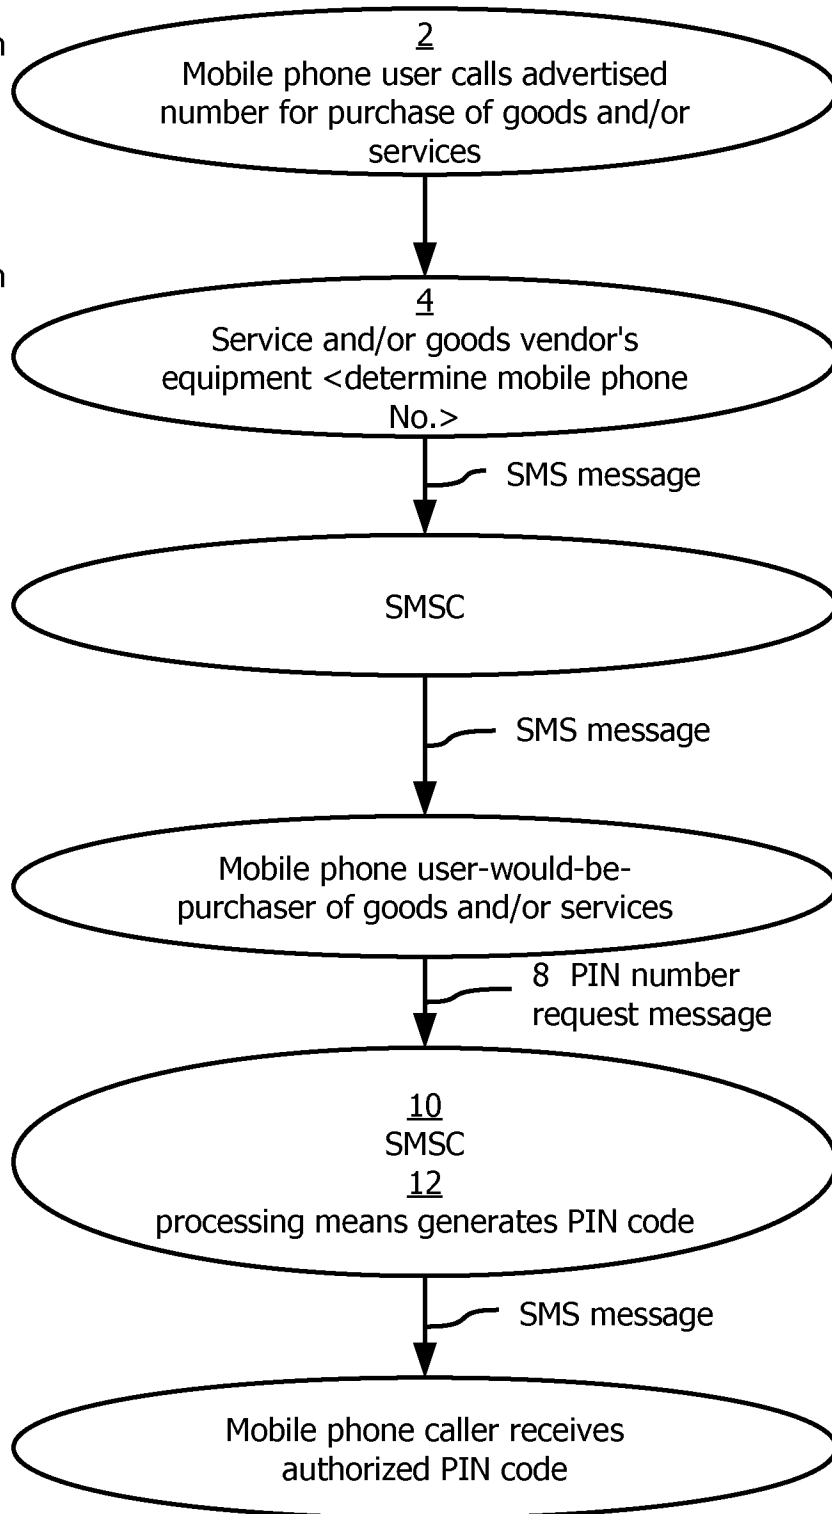 2
Mobile phone user calls advertised
number for purchase of goods and/or
services
4
Service and/or goods vendor's
equipment <determine mobile phone
No.>
SMS message
SMSC
SMS message
Mobile phone user-would-be-
purchaser of goods and/or services
8 PIN number
request message
10
SMSC
12
processing means generates PIN code
SMS message
Mobile phone caller receives
authorized PIN code